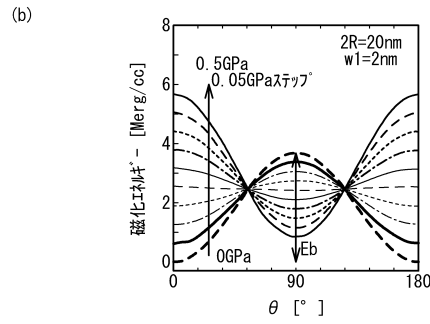 (b)
8
2R=20nm
w1=2nm
0.5GPa
0.05GPaステップ
6
4
2
0
磁化エネルギー [Merg/cc]
0GPa
Eb
0
90
180
θ [°]